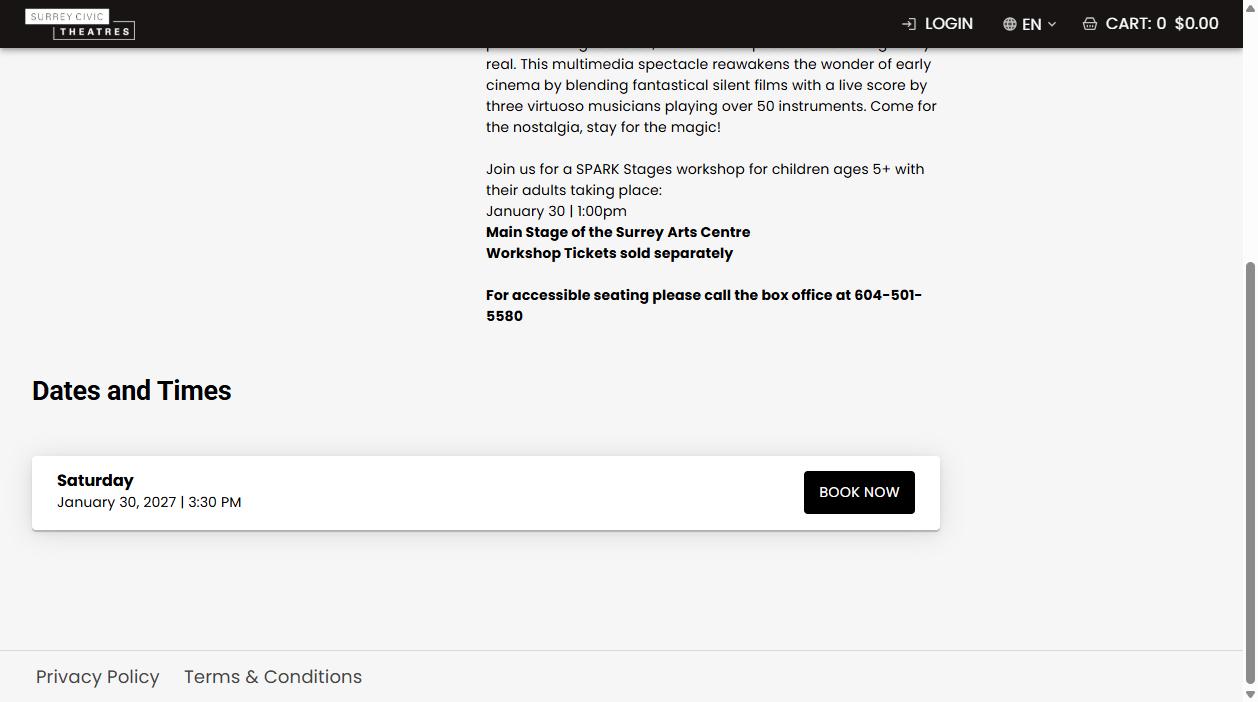 SURREY CIVIC
THEATRES
LOGIN
EN
CART: 0 $0.00
real. This multimedia spectacle reawakens the wonder of early
cinema by blending fantastical silent films with a live score by
three virtuoso musicians playing over 50 instruments. Come for
the nostalgia, stay for the magic!
Join us for a SPARK Stages workshop for children ages 5+ with
their adults taking place:
January 30 | 1:00pm
Main Stage of the Surrey Arts Centre
Workshop Tickets sold separately
For accessible seating please call the box office at 604-501-
5580
Dates and Times
Saturday
January 30, 2027 | 3:30 PM
BOOK NOW
Privacy Policy
Terms & Conditions